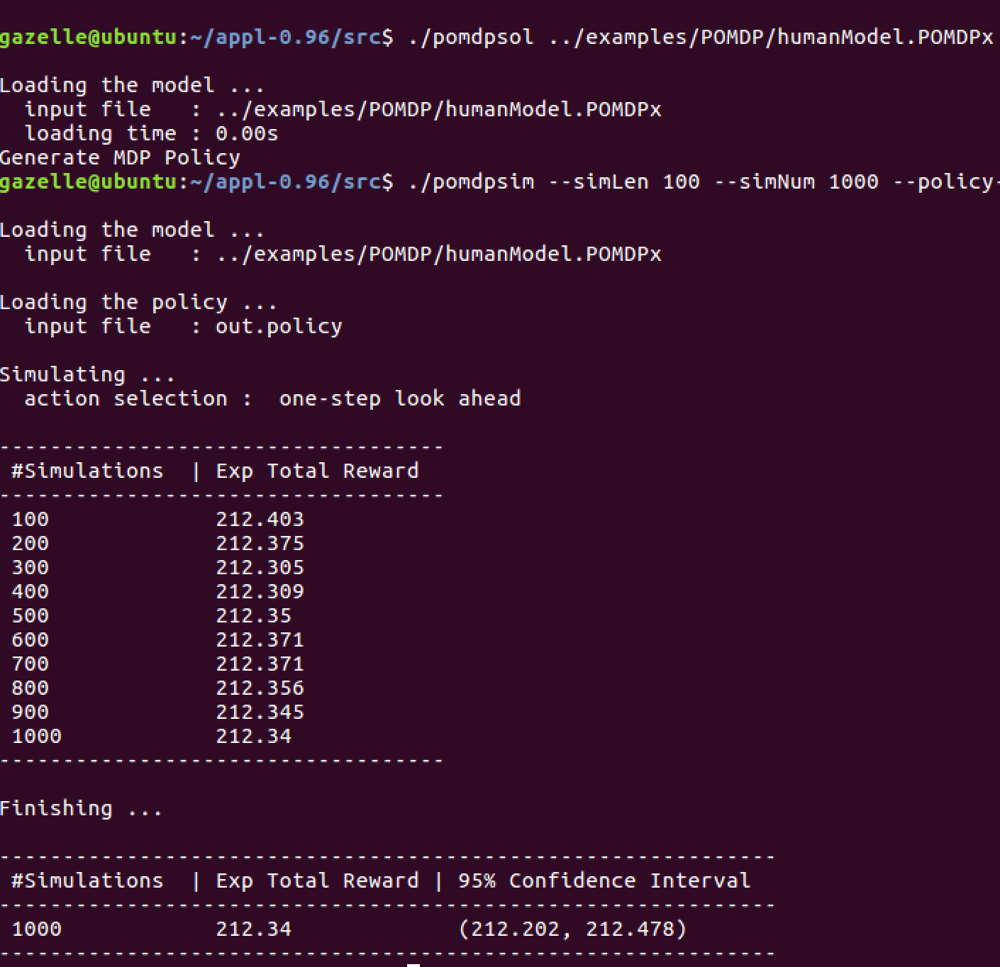 gazelle@ubuntu:~/appl-0.96/src$ ./pomdpsol ../examples/POMDP/humanModel.POMDPx
Loading the model ...
  input file   : ../examples/POMDP/humanModel.POMDPx
  loading time : 0.00s
Generate MDP Policy
gazelle@ubuntu:~/appl-0.96/src$ ./pomdpsim --simLen 100 --simNum 1000 --policy-
Loading the model ...
  input file   : ../examples/POMDP/humanModel.POMDPx
Loading the policy ...
  input file   : out.policy
Simulating ...
  action selection :  one-step look ahead
-----------------------------------
 #Simulations  | Exp Total Reward
-----------------------------------
 100             212.403
 200             212.375
 300             212.305
 400             212.309
 500             212.35
 600             212.371
 700             212.371
 800             212.356
 900             212.345
 1000            212.34
-----------------------------------
Finishing ...
-------------------------------------------------------------
 #Simulations  | Exp Total Reward | 95% Confidence Interval
-------------------------------------------------------------
 1000            212.34             (212.202, 212.478)
-------------------------------------------------------------